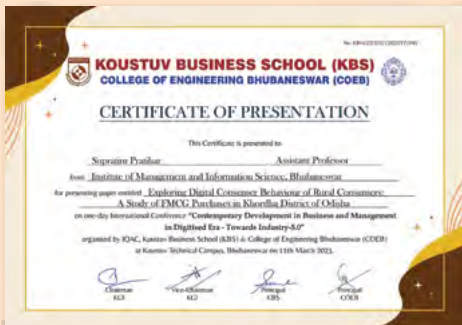 KOUSTUV BUSINESS SCHOOL (KBS)
COLLEGE OF ENGINEERING BHUBANESWAR (COEB)
CERTIFICATE OF PRESENTATION
This Certificate is presented to
Supratim Pratihar Assistant Professor
from Institute of Management and Information Science, Bhubaneswar
for presenting paper entitled Exploring Digital Consumer Behaviour of Rural Consumers:
A Study of FMCG Purchases in Khordha District of Odisha
on one-day International Conference "Contemporary Development in Business and Management
in Digitised Era - Towards Industry-5.0"
organized by IQAC, Koustuv Business School (KBS) & College of Engineering Bhubaneswar (COEB)
at Koustuv Technical Campus, Bhubaneswar on 11th March 2023.
Chairman Vice-Chairman Principal Principal
KGI KGI KBS COEB